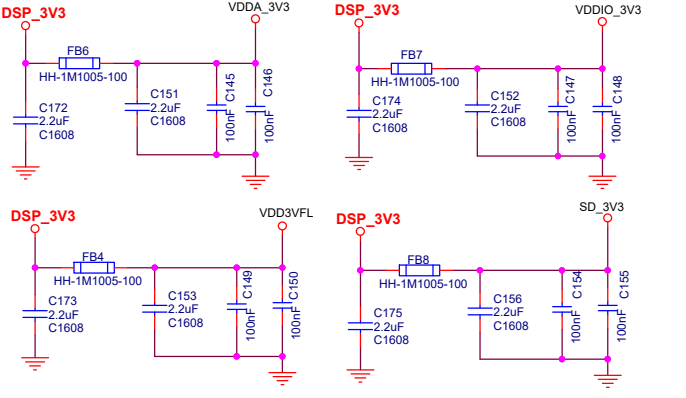 DSP_3V3
VDDA_3V3
FB6
HH-1M1005-100
C172
2.2uF
C1608
C151
2.2uF
C1608
C145
100nF
C146
100nF
DSP_3V3
VDDIO_3V3
FB7
HH-1M1005-100
C174
2.2uF
C1608
C152
2.2uF
C1608
C147
100nF
C148
100nF
DSP_3V3
VDD3VFL
FB4
HH-1M1005-100
C173
2.2uF
C1608
C153
2.2uF
C1608
C149
100nF
C150
100nF
DSP_3V3
SD_3V3
FB8
HH-1M1005-100
C175
2.2uF
C1608
C156
2.2uF
C1608
C154
100nF
C155
100nF